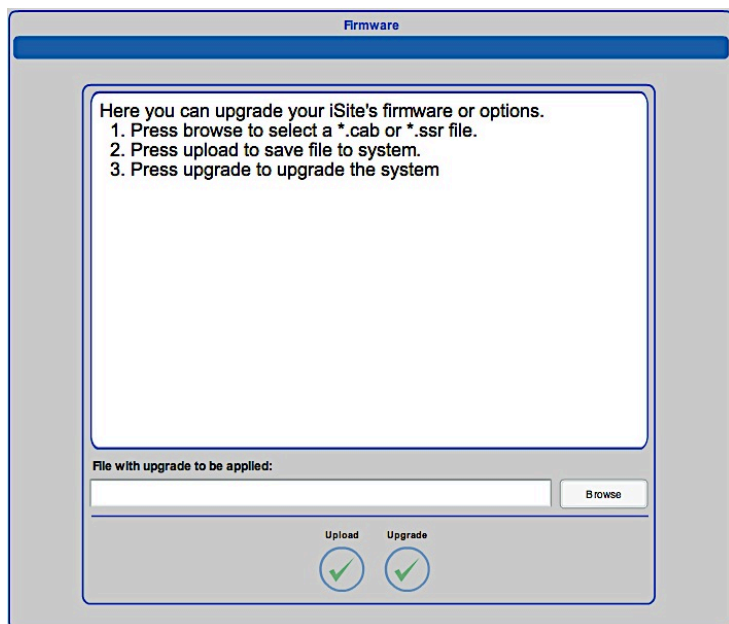 Firmware
Here you can upgrade your iSite's firmware or options.
1. Press browse to select a *.cab or *.ssr file.
2. Press upload to save file to system.
3. Press upgrade to upgrade the system
File with upgrade to be applied:
Browse
Upload Upgrade